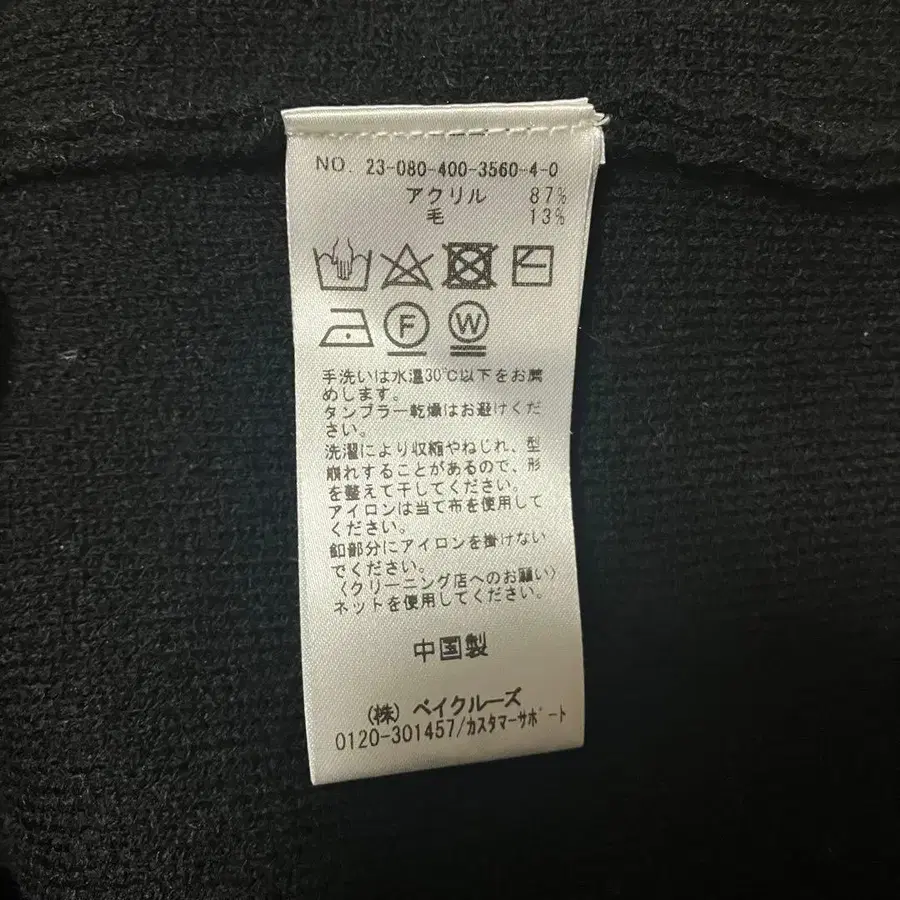 NO. 23-080-400-3560-4-0
アクリル 87%
毛 13%
F W
手洗いは水温30℃以下をお薦
めします。
タンブラー乾燥はお避けくだ
さい。
洗濯により収縮やねじれ、型
崩れすることがあるので、形
を整えて干してください。
アイロンは当て布を使用して
ください。
釦部分にアイロンを掛けない
でください。
〈クリーニング店へのお願い〉
ネットを使用してください。
中国製
(株) ベイクルーズ
0120-301457/カスタマーサポート